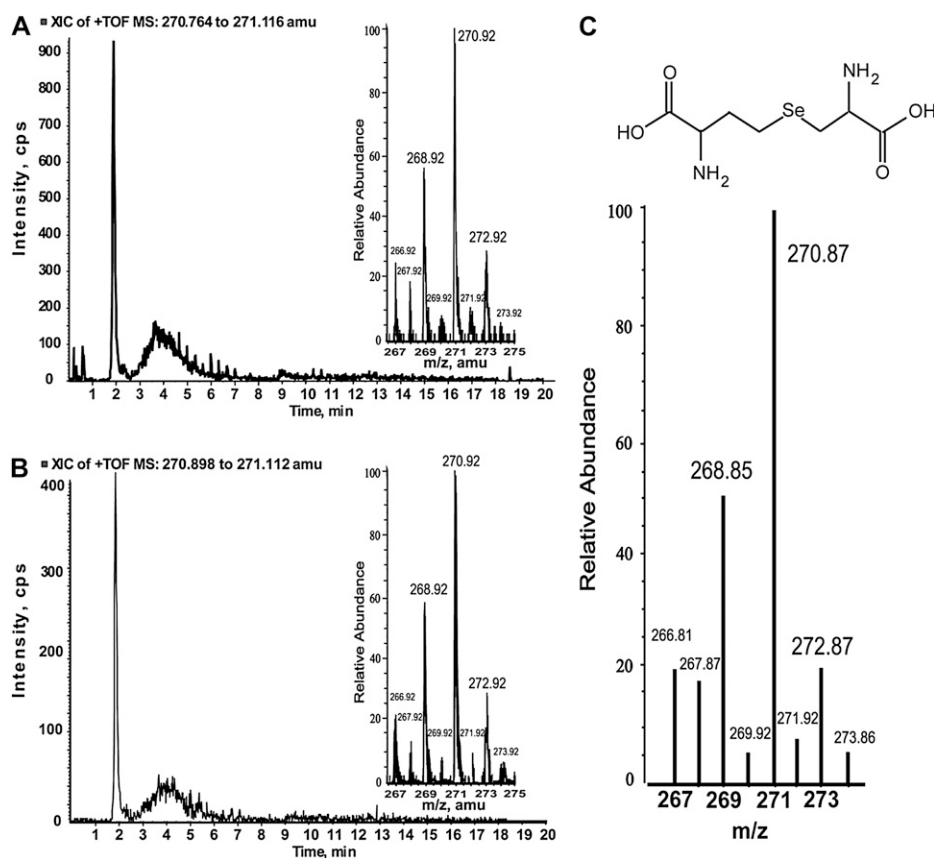 A
XIC of +TOF MS: 270.764 to 271.116 amu
Intensity, cps
900
800
700
600
500
400
300
200
100
0
1 2 3 4 5 6 7 8 9 10 11 12 13 14 15 16 17 18 19 20
Time, min
Relative Abundance
100
80
60
40
20
0
270.92
268.92
272.92
266.92
267.92
269.92
271.92
273.92
267 269 271 273 275
m/z, amu
B
XIC of +TOF MS: 270.898 to 271.112 amu
Intensity, cps
400
300
200
100
0
1 2 3 4 5 6 7 8 9 10 11 12 13 14 15 16 17 18 19 20
Time, min
Relative Abundance
100
80
60
40
20
0
270.92
268.92
272.92
266.92
267.92
269.92
271.92
273.92
267 269 271 273 275
m/z, amu
C
O
NH2
HO
Se
OH
NH2
O
Relative Abundance
100
80
60
40
20
0
270.87
268.85
266.81
267.87
272.87
269.92
271.92
273.86
267 269 271 273
m/z